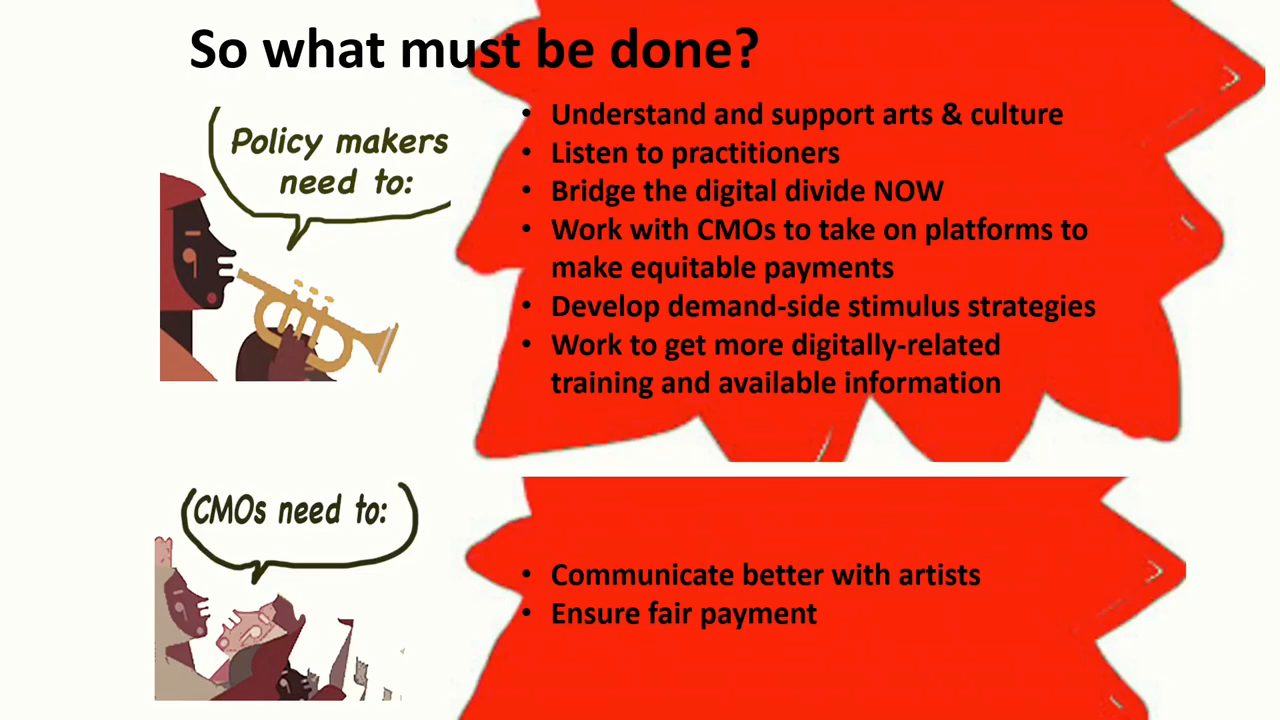 So what must be done?
Policy makers
need to:
• Understand and support arts & culture
• Listen to practitioners
• Bridge the digital divide NOW
• Work with CMOs to take on platforms to
make equitable payments
• Develop demand-side stimulus strategies
• Work to get more digitally-related
training and available information
CMOs need to:
• Communicate better with artists
• Ensure fair payment